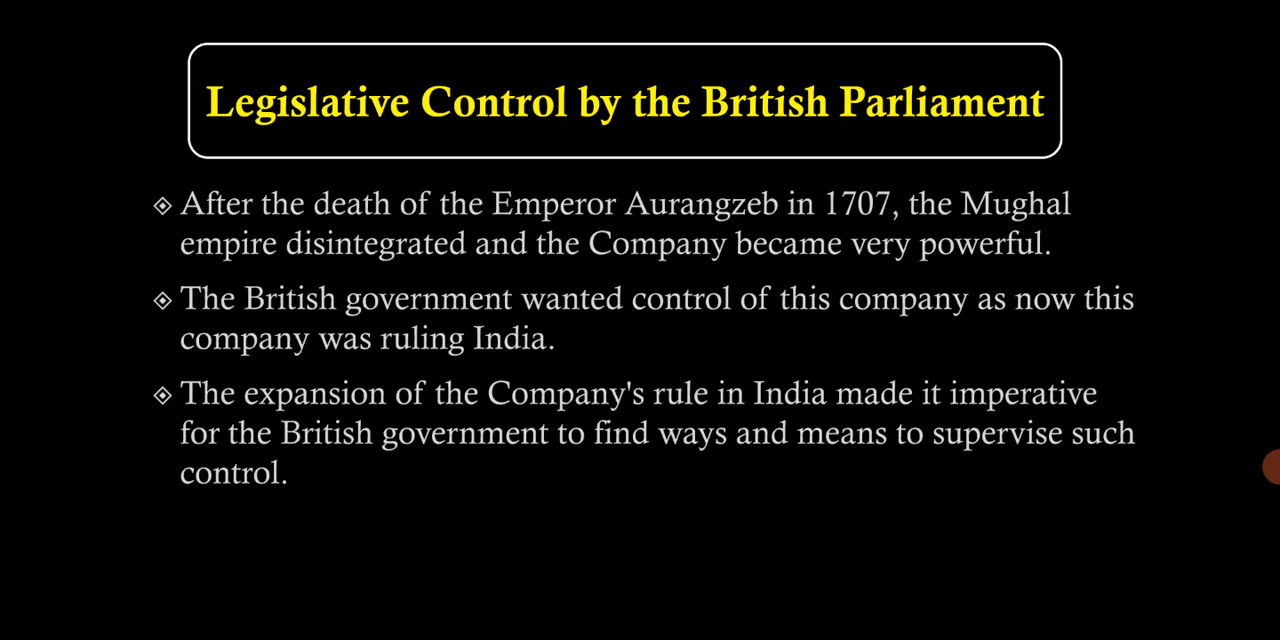 Legislative Control by the British Parliament
After the death of the Emperor Aurangzeb in 1707, the Mughal
empire disintegrated and the Company became very powerful.
The British government wanted control of this company as now this
company was ruling India.
The expansion of the Company's rule in India made it imperative
for the British government to find ways and means to supervise such
control.